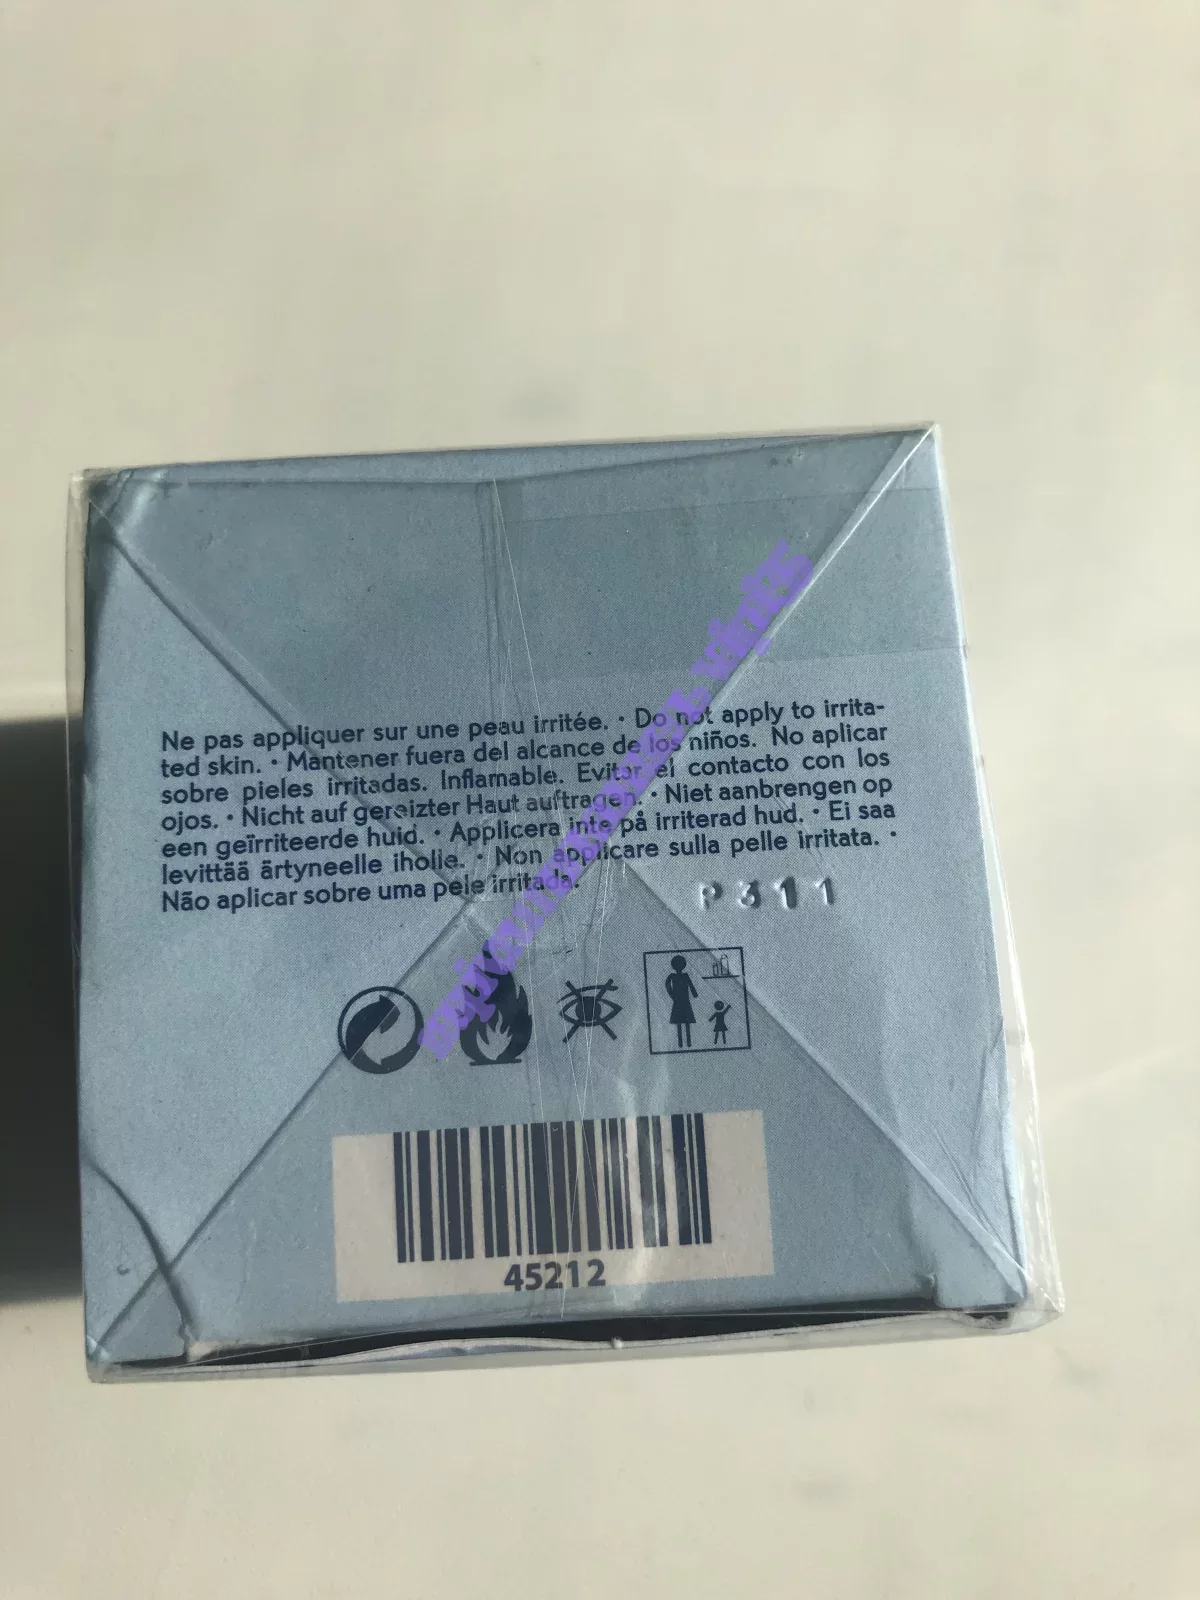 Ne pas appliquer sur une peau irritée. • Do not apply to irrita-
ted skin. • Mantener fuera del alcance de los niños. No aplicar
sobre pieles irritadas. Inflamable. Evitar el contacto con los
ojos. • Nicht auf gereizter Haut auftragen. • Niet aanbrengen op
een geïrriteerde huid. • Applicera inte på irriterad hud. • Ei saa
levittää ärtyneelle iholle. • Non applicare sulla pelle irritata. •
Não aplicar sobre uma pele irritada.
P311
45212